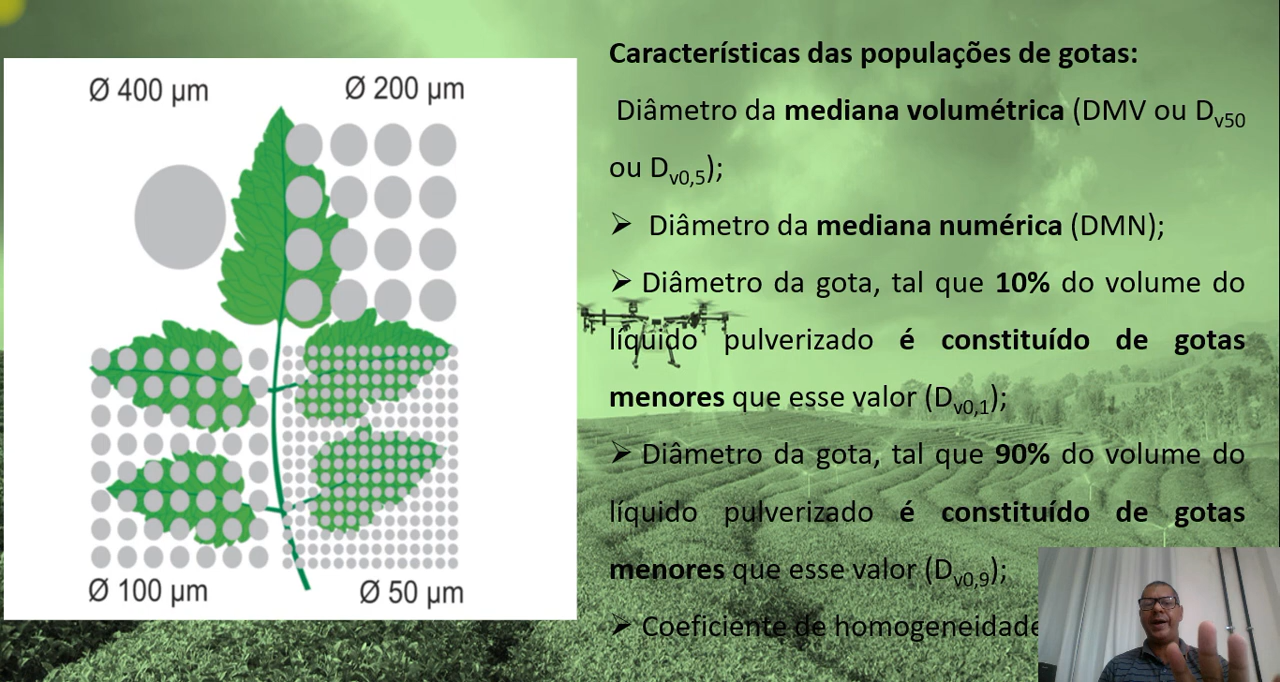 Ø 400 µm
Ø 200 µm
Ø 100 µm
Ø 50 µm
Características das populações de gotas:
Diâmetro da mediana volumétrica (DMV ou Dv50
ou Dv0,5);
➢ Diâmetro da mediana numérica (DMN);
➢ Diâmetro da gota, tal que 10% do volume do
líquido pulverizado é constituído de gotas
menores que esse valor (Dv0,1);
➢ Diâmetro da gota, tal que 90% do volume do
líquido pulverizado é constituído de gotas
menores que esse valor (Dv0,9);
➢ Coeficiente de homogeneidade